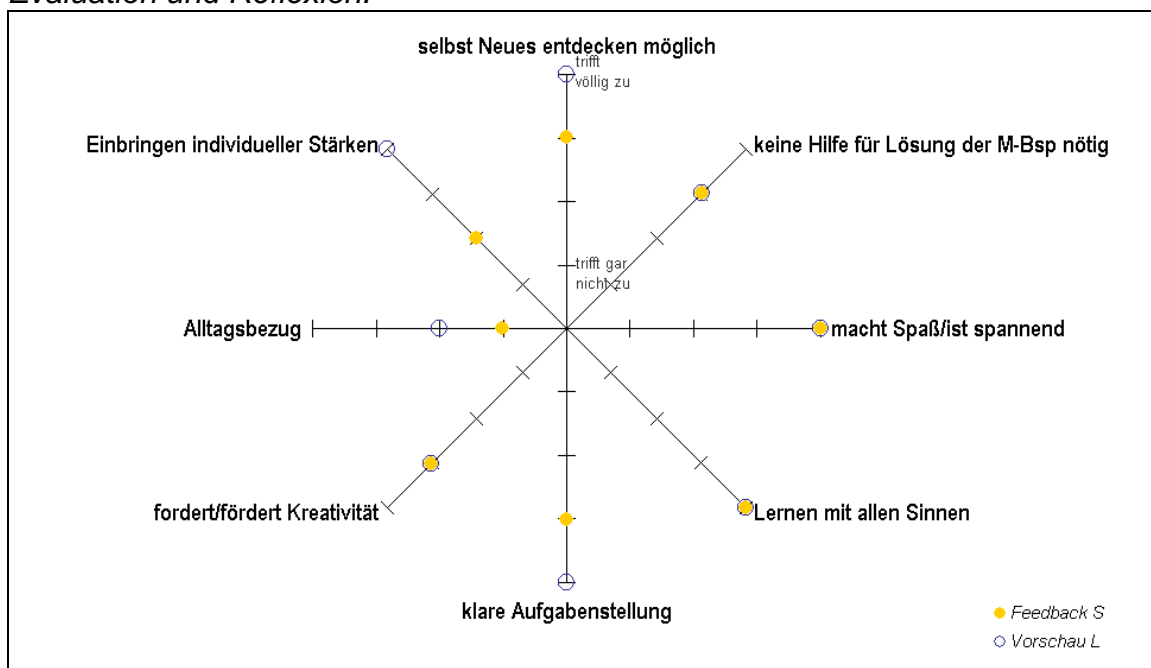 Evaluation und Reflexion:
selbst Neues entdecken möglich
trifft
völlig zu
Einbringen individueller Stärken
keine Hilfe für Lösung der M-Bsp nötig
trifft gar
nicht zu
Alltagsbezug
macht Spaß/ist spannend
fordert/fördert Kreativität
Lernen mit allen Sinnen
klare Aufgabenstellung
Feedback S
Vorschau L